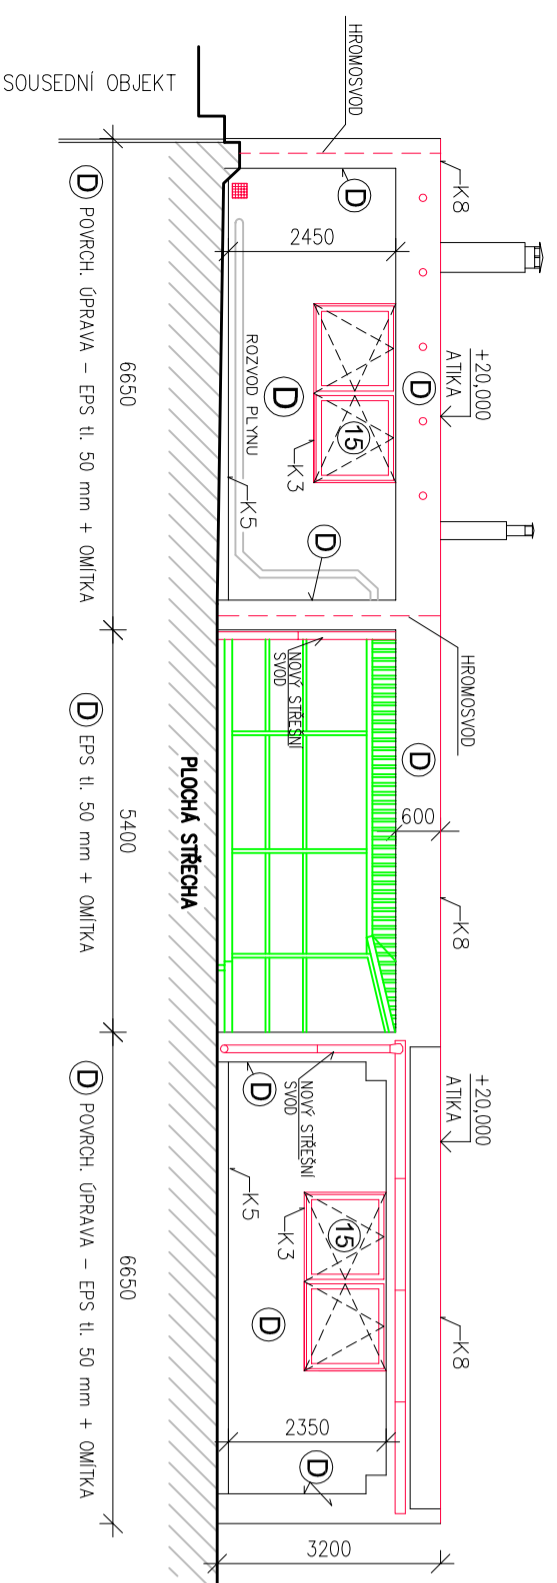 SOUSEDNÍ OBJEKT
HROMOSVOD
K8
D
2450
+20,000
ATIKA
D
15
K3
D
ROZVOD PLYNU
K5
D
HROMOSVOD
NOVÝ STŘEŠNÍ
SVOD
D
600
K8
PLOCHÁ STŘECHA
+20,000
ATIKA
NOVÝ STŘEŠNÍ
SVOD
D
K5
K3
15
D
K8
2350
D
3200
6650
5400
6650
D POVRCH. ÚPRAVA – EPS tl. 50 mm + OMÍTKA
D EPS tl. 50 mm + OMÍTKA
D POVRCH. ÚPRAVA – EPS tl. 50 mm + OMÍTKA